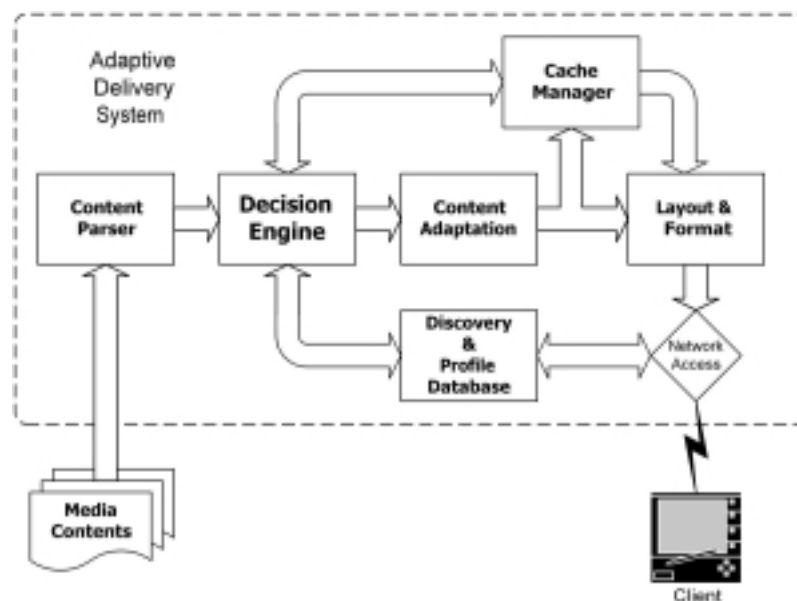 Adaptive
Delivery
System
Cache
Manager
Content
Parser
Decision
Engine
Content
Adaptation
Layout &
Format
Discovery
&
Profile
Database
Network
Access
Media
Contents
Client